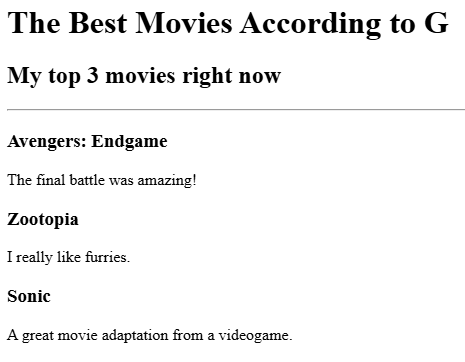 The Best Movies According to G
My top 3 movies right now
Avengers: Endgame
The final battle was amazing!
Zootopia
I really like furries.
Sonic
A great movie adaptation from a videogame.